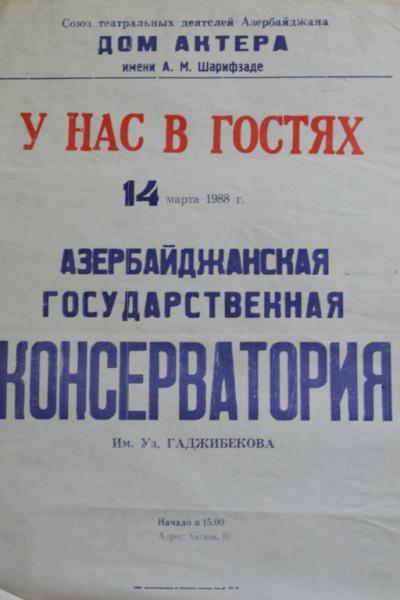 Союз театральных деятелей Азербайджана
ДОМ АКТЕРА
имени А. М. Шарифзаде
У НАС В ГОСТЯХ
14 марта 1988 г.
АЗЕРБАЙДЖАНСКАЯ
ГОСУДАРСТВЕННАЯ
КОНСЕРВАТОРИЯ
Им. Уз. ГАДЖИБЕКОВА
Начало в 15.00
Адрес: Хагани, 10